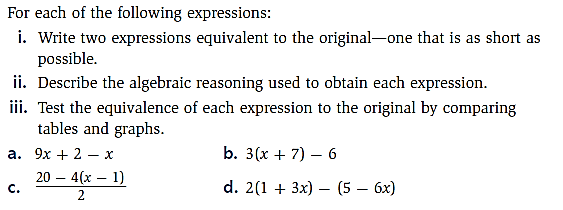 For each of the following expressions:
i. Write two expressions equivalent to the original—one that is as short as
possible.
ii. Describe the algebraic reasoning used to obtain each expression.
iii. Test the equivalence of each expression to the original by comparing
tables and graphs.
a. 9x + 2 − x
b. 3(x + 7) − 6
c. \frac{20 − 4(x − 1)}{2}
d. 2(1 + 3x) − (5 − 6x)